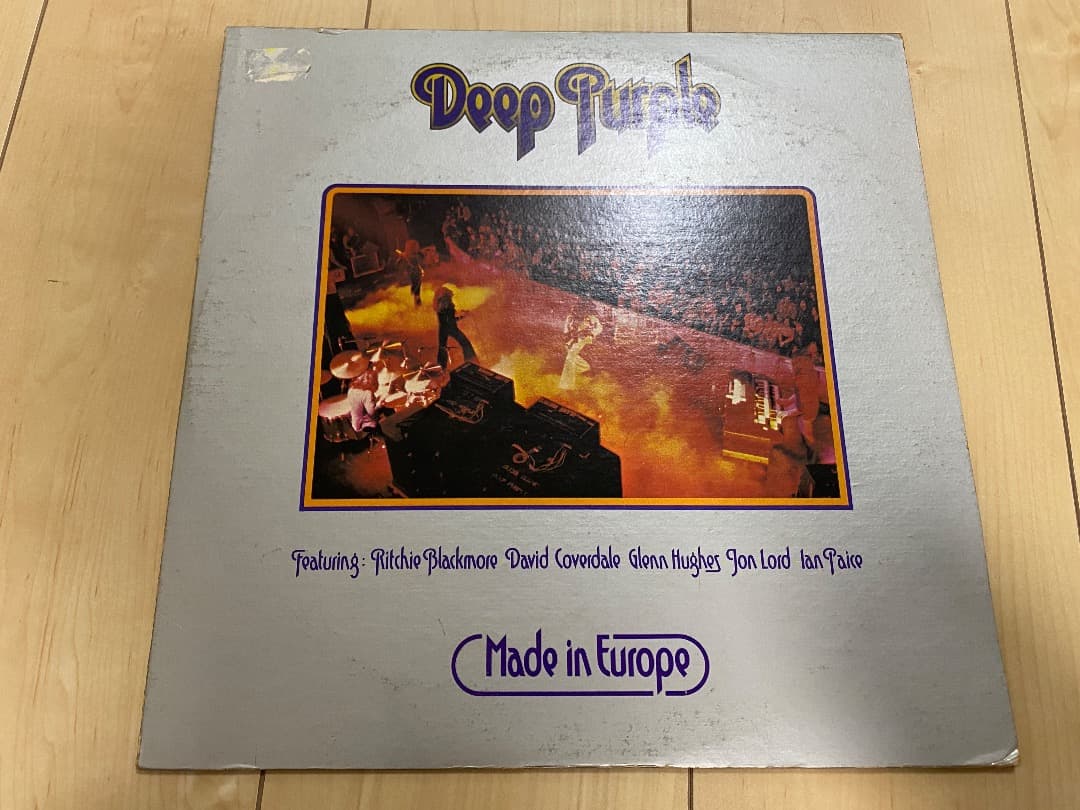 Deep Purple
Featuring: Ritchie Blackmore David Coverdale Glenn Hughes Jon Lord Ian Paice
Made in Europe